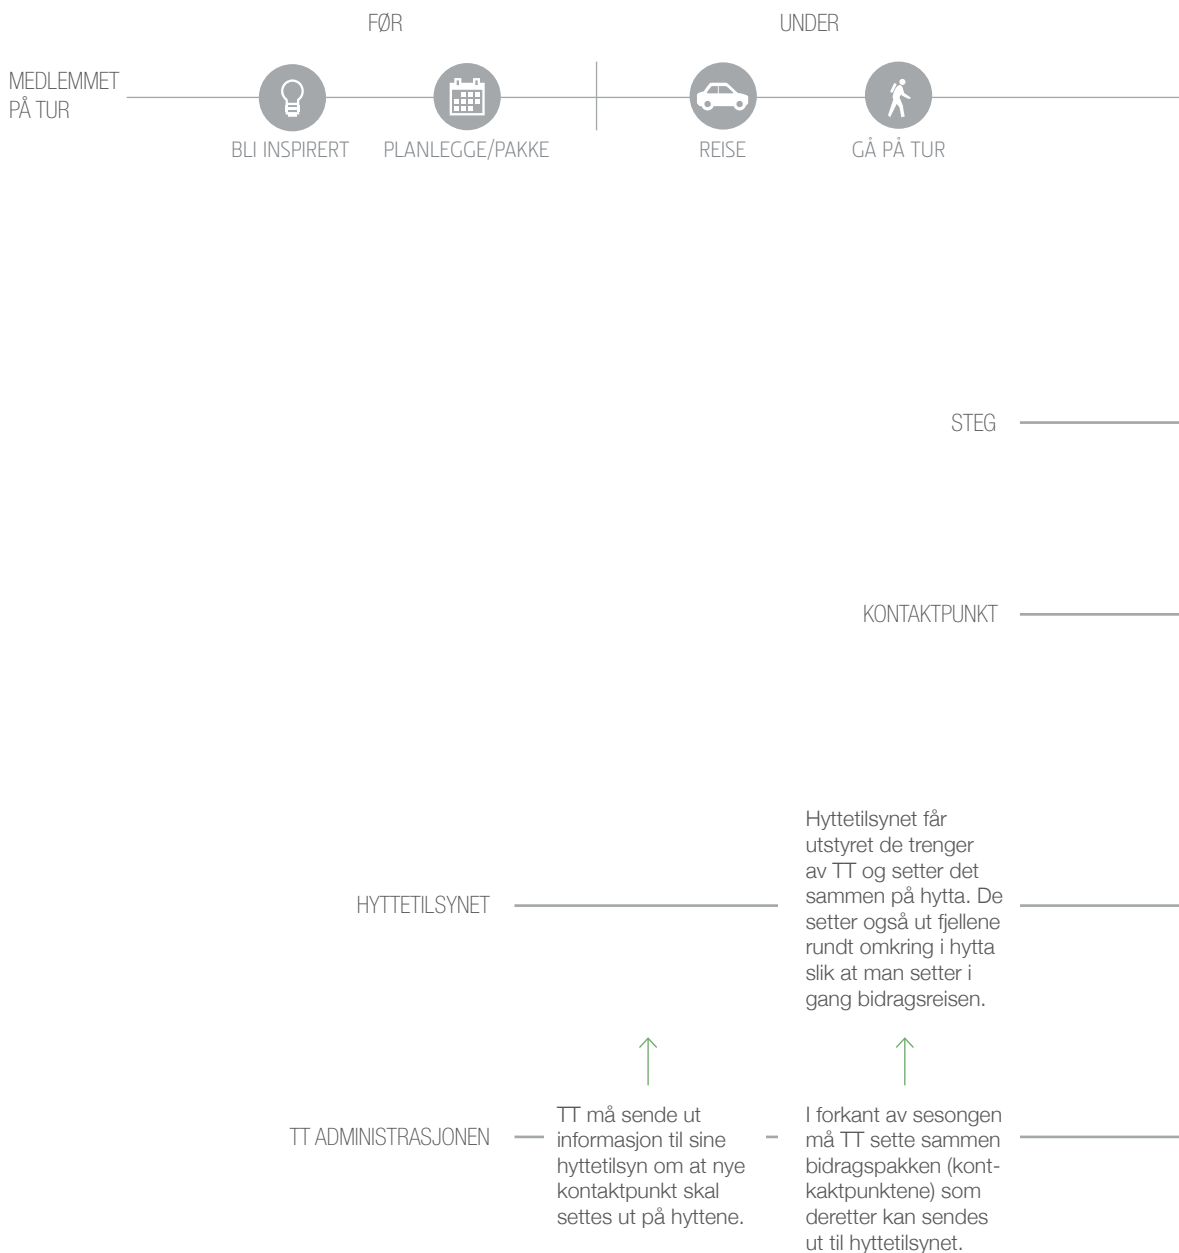 FØR
UNDER
MEDLEMMET
PÅ TUR
BLI INSPIRERT
PLANLEGGE/PAKKE
REISE
GÅ PÅ TUR
STEG
KONTAKTPUNKT
HYTTETILSYNET
Hyttetilsynet får
utstyret de trenger
av TT og setter det
sammen på hytta. De
setter også ut fjellene
rundt omkring i hytta
slik at man setter i
gang bidragsreisen.
TT ADMINISTRASJONEN
TT må sende ut
informasjon til sine
hyttetilsyn om at nye
kontaktpunkt skal
settes ut på hyttene.
I forkant av sesongen
må TT sette sammen
bidragspakken (kont-
kaktpunktene) som
deretter kan sendes
ut til hyttetilsynet.